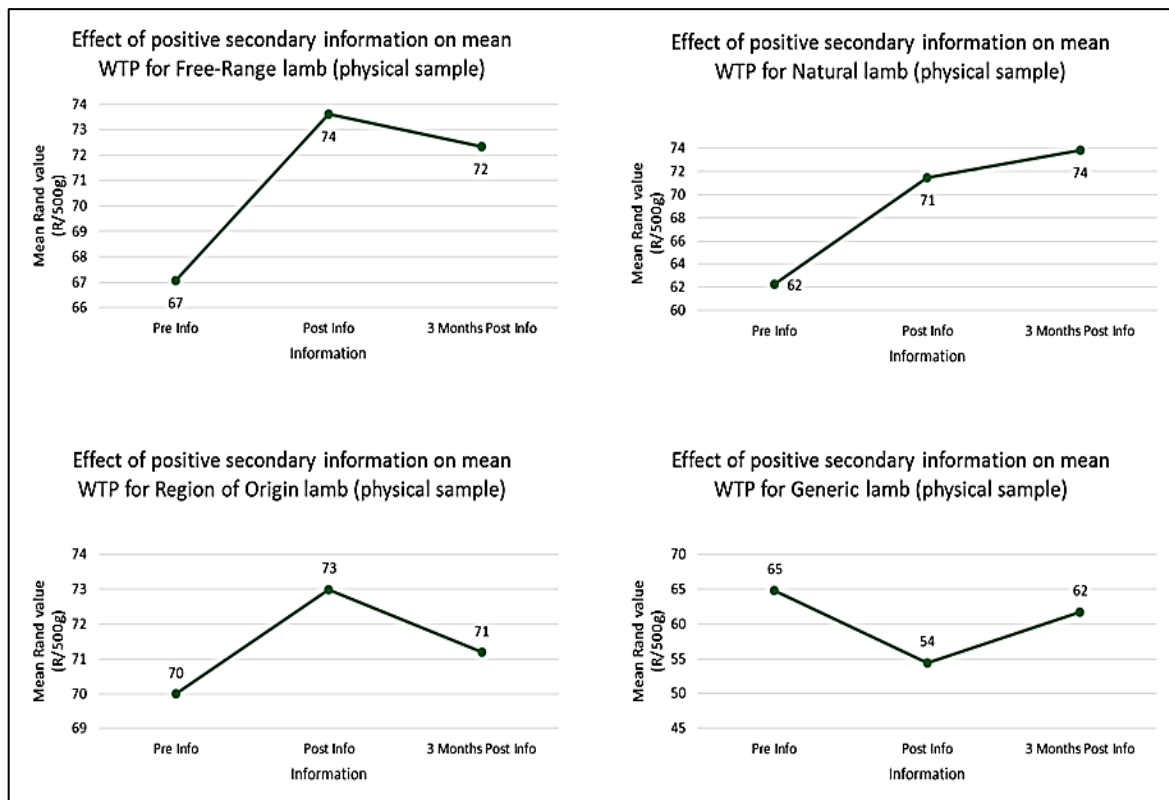 Effect of positive secondary information on mean
WTP for Free-Range lamb (physical sample)
74
73
72
71
70
69
68
67
66
Mean Rand value
(R/500g)
67
74
72
Pre Info
Post Info
3 Months Post Info
Information
Effect of positive secondary information on mean
WTP for Natural lamb (physical sample)
74
72
70
68
66
64
62
60
Mean Rand value
(R/500g)
62
71
74
Pre Info
Post Info
3 Months Post Info
Information
Effect of positive secondary information on mean
WTP for Region of Origin lamb (physical sample)
74
73
72
71
70
69
Mean Rand value
(R/500g)
70
73
71
Pre Info
Post Info
3 Months Post Info
Information
Effect of positive secondary information on mean
WTP for Generic lamb (physical sample)
70
65
60
55
50
45
Mean Rand value
(R/500g)
65
54
62
Pre Info
Post Info
3 Months Post Info
Information